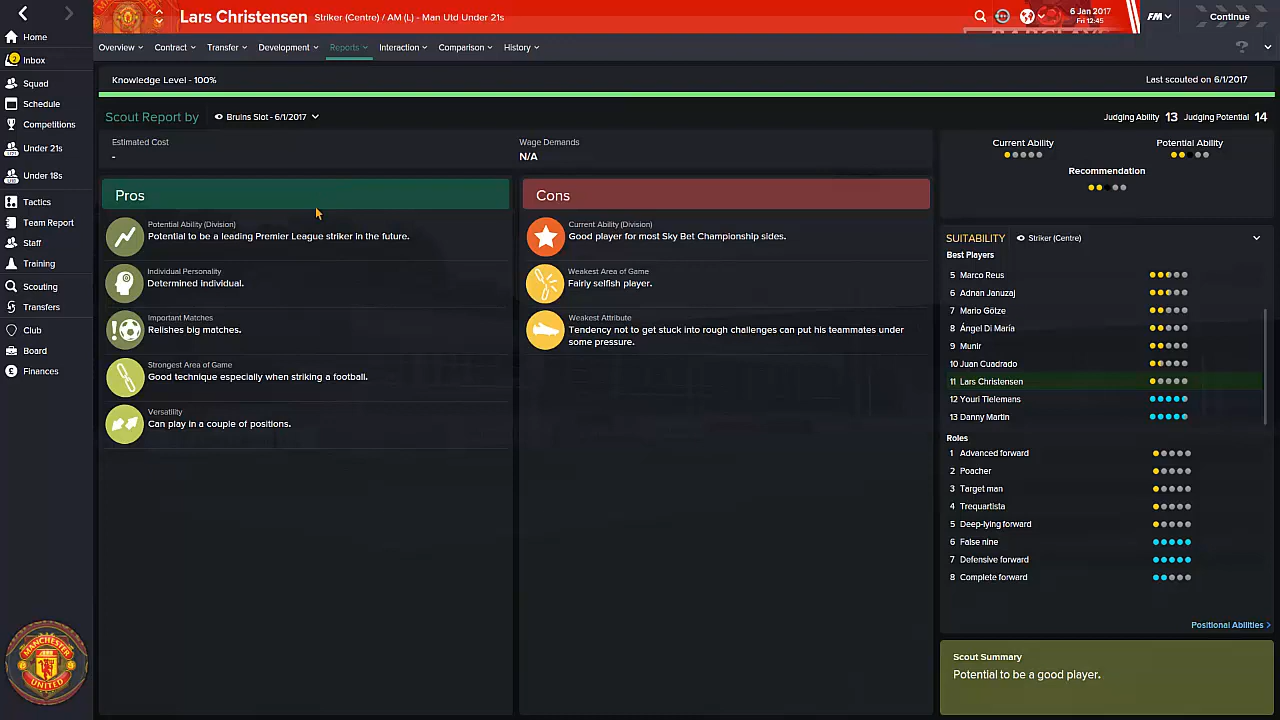 Lars Christensen Striker (Centre) / AM (L) - Man Utd Under 21s
6 Jan 2017
Fri 12:45
FM
Continue
Home
Inbox
Squad
Schedule
Competitions
Under 21s
Under 18s
Tactics
Team Report
Staff
Training
Scouting
Transfers
Club
Board
Finances
MANCHESTER
UNITED
Overview Contract Transfer Development Reports Interaction Comparison History
Knowledge Level - 100% Last scouted on 6/1/2017
Scout Report by Bruins Slot - 6/1/2017 Judging Ability 13 Judging Potential 14
Estimated Cost
-
Wage Demands
N/A
Current Ability Potential Ability
Recommendation
Pros
Potential Ability (Division)
Potential to be a leading Premier League striker in the future.
Individual Personality
Determined individual.
Important Matches
Relishes big matches.
Strongest Area of Game
Good technique especially when striking a football.
Versatility
Can play in a couple of positions.
Cons
Current Ability (Division)
Good player for most Sky Bet Championship sides.
Weakest Area of Game
Fairly selfish player.
Weakest Attribute
Tendency not to get stuck into rough challenges can put his teammates under
some pressure.
SUITABILITY Striker (Centre)
Best Players
5 Marco Reus
6 Adnan Januzaj
7 Mario Götze
8 Ángel Di María
9 Munir
10 Juan Cuadrado
11 Lars Christensen
12 Youri Tielemans
13 Danny Martin
Roles
1 Advanced forward
2 Poacher
3 Target man
4 Trequartista
5 Deep-lying forward
6 False nine
7 Defensive forward
8 Complete forward
Positional Abilities >
Scout Summary
Potential to be a good player.